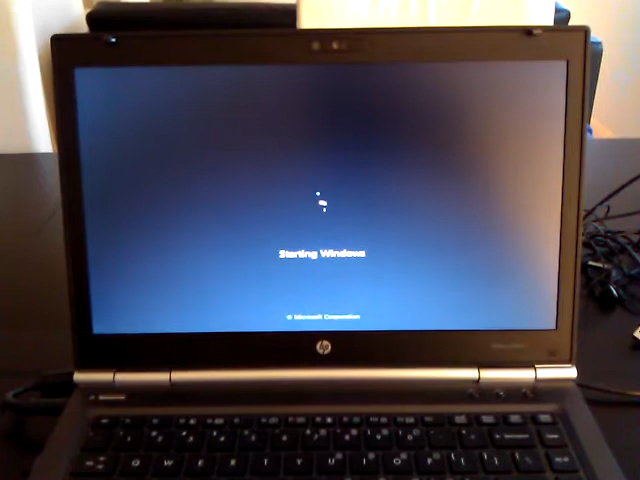 Starting Windows
© Microsoft Corporation
hp
Q W E R T Y U I O P